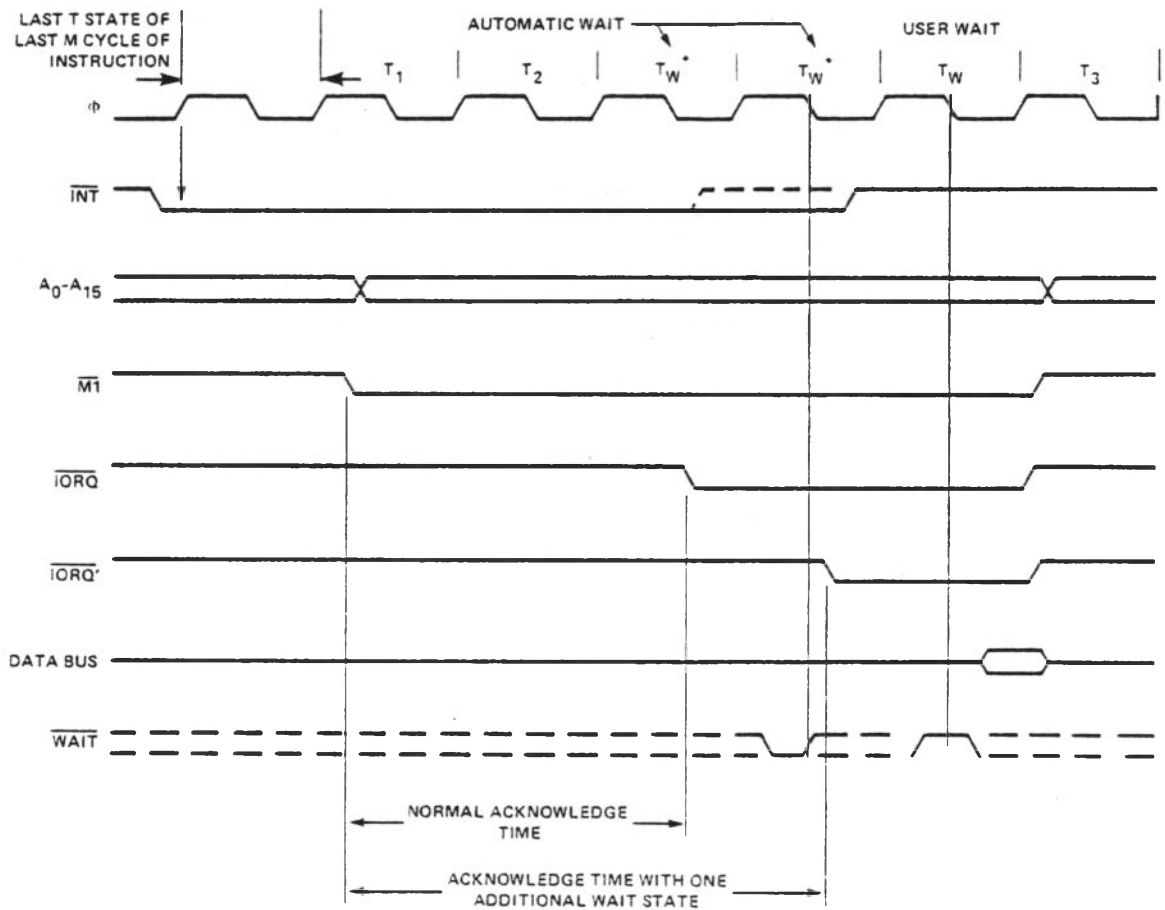 LAST T STATE OF
LAST M CYCLE OF
INSTRUCTION
AUTOMATIC WAIT
USER WAIT
T1 T2 TW* TW* TW T3
Φ
INT
A0-A15
M1
IORQ
IORQ'
DATA BUS
WAIT
NORMAL ACKNOWLEDGE
TIME
ACKNOWLEDGE TIME WITH ONE
ADDITIONAL WAIT STATE